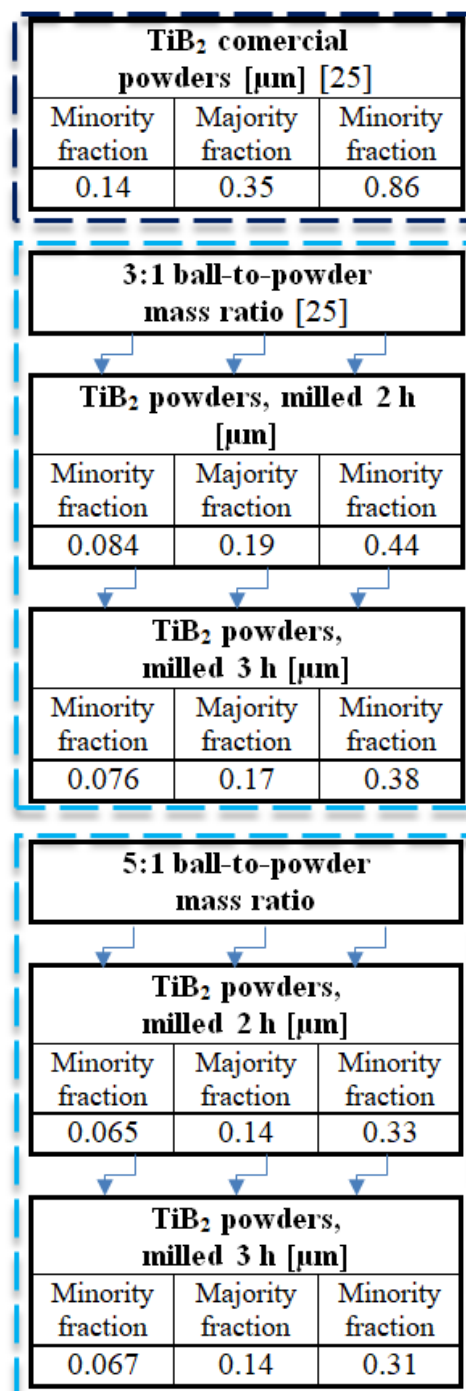 TiB₂ comercial
powders [µm] [25]
Minority Majority Minority
fraction fraction fraction
0.14 0.35 0.86
3:1 ball-to-powder
mass ratio [25]
TiB₂ powders, milled 2 h
[µm]
Minority Majority Minority
fraction fraction fraction
0.084 0.19 0.44
TiB₂ powders,
milled 3 h [µm]
Minority Majority Minority
fraction fraction fraction
0.076 0.17 0.38
5:1 ball-to-powder
mass ratio
TiB₂ powders,
milled 2 h [µm]
Minority Majority Minority
fraction fraction fraction
0.065 0.14 0.33
TiB₂ powders,
milled 3 h [µm]
Minority Majority Minority
fraction fraction fraction
0.067 0.14 0.31